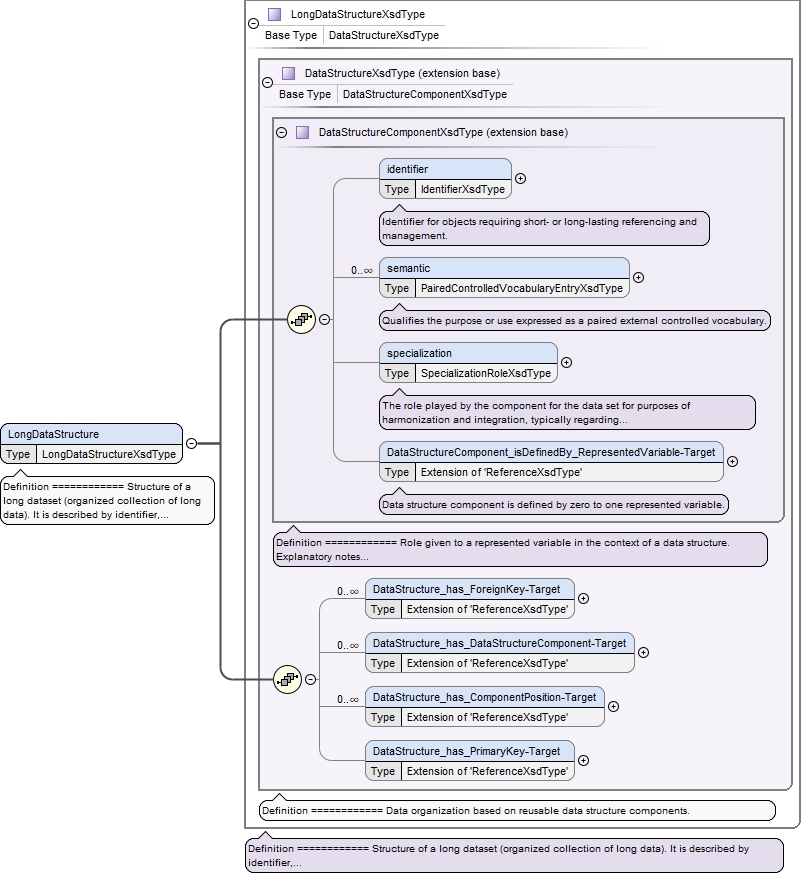 LongDataStructureXsdType
Base Type DataStructureXsdType
DataStructureXsdType (extension base)
Base Type DataStructureComponentXsdType
DataStructureComponentXsdType (extension base)
identifier
Type IdentifierXsdType
Identifier for objects requiring short- or long-lasting referencing and
management.
0..∞
semantic
Type PairedControlledVocabularyEntryXsdType
Qualifies the purpose or use expressed as a paired external controlled vocabulary.
specialization
Type SpecializationRoleXsdType
The role played by the component for the data set for purposes of
harmonization and integration, typically regarding...
DataStructureComponent_isDefinedBy_RepresentedVariable-Target
Type Extension of 'ReferenceXsdType'
Data structure component is defined by zero to one represented variable.
LongDataStructure
Type LongDataStructureXsdType
Definition ============ Structure of a
long dataset (organized collection of long
data). It is described by identifier,...
Definition ============ Role given to a represented variable in the context of a data structure.
Explanatory notes...
0..∞
DataStructure_has_ForeignKey-Target
Type Extension of 'ReferenceXsdType'
0..∞
DataStructure_has_DataStructureComponent-Target
Type Extension of 'ReferenceXsdType'
0..∞
DataStructure_has_ComponentPosition-Target
Type Extension of 'ReferenceXsdType'
DataStructure_has_PrimaryKey-Target
Type Extension of 'ReferenceXsdType'
Definition ============ Data organization based on reusable data structure components.
Definition ============ Structure of a long dataset (organized collection of long data). It is described by
identifier,...